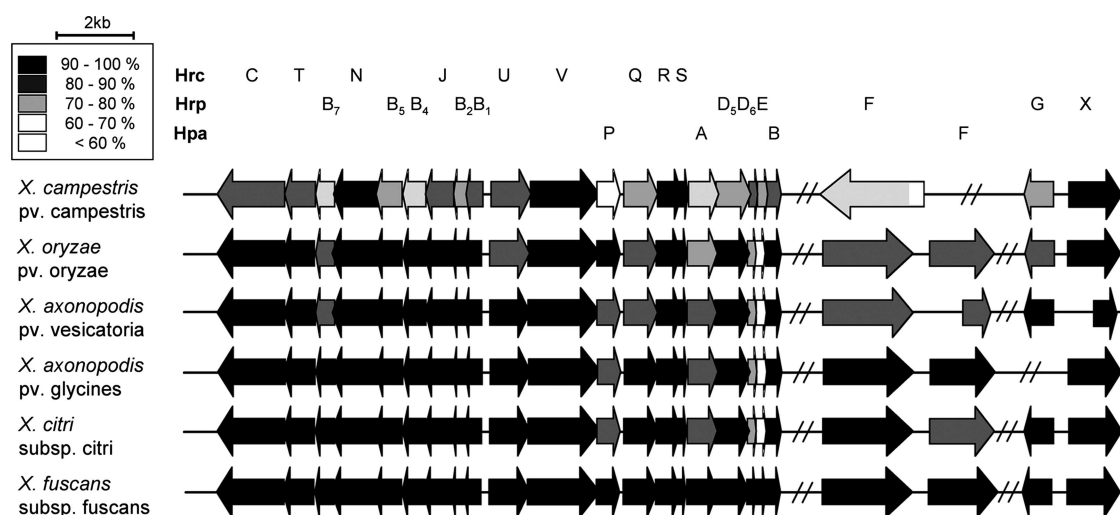 2kb
90 - 100 %
80 - 90 %
70 - 80 %
60 - 70 %
< 60 %
Hrc C T N J U V Q R S
Hrp B7 B5 B4 B2B1 D5D6E F G X
Hpa P A B F
X. campestris
pv. campestris
X. oryzae
pv. oryzae
X. axonopodis
pv. vesicatoria
X. axonopodis
pv. glycines
X. citri
subsp. citri
X. fuscans
subsp. fuscans